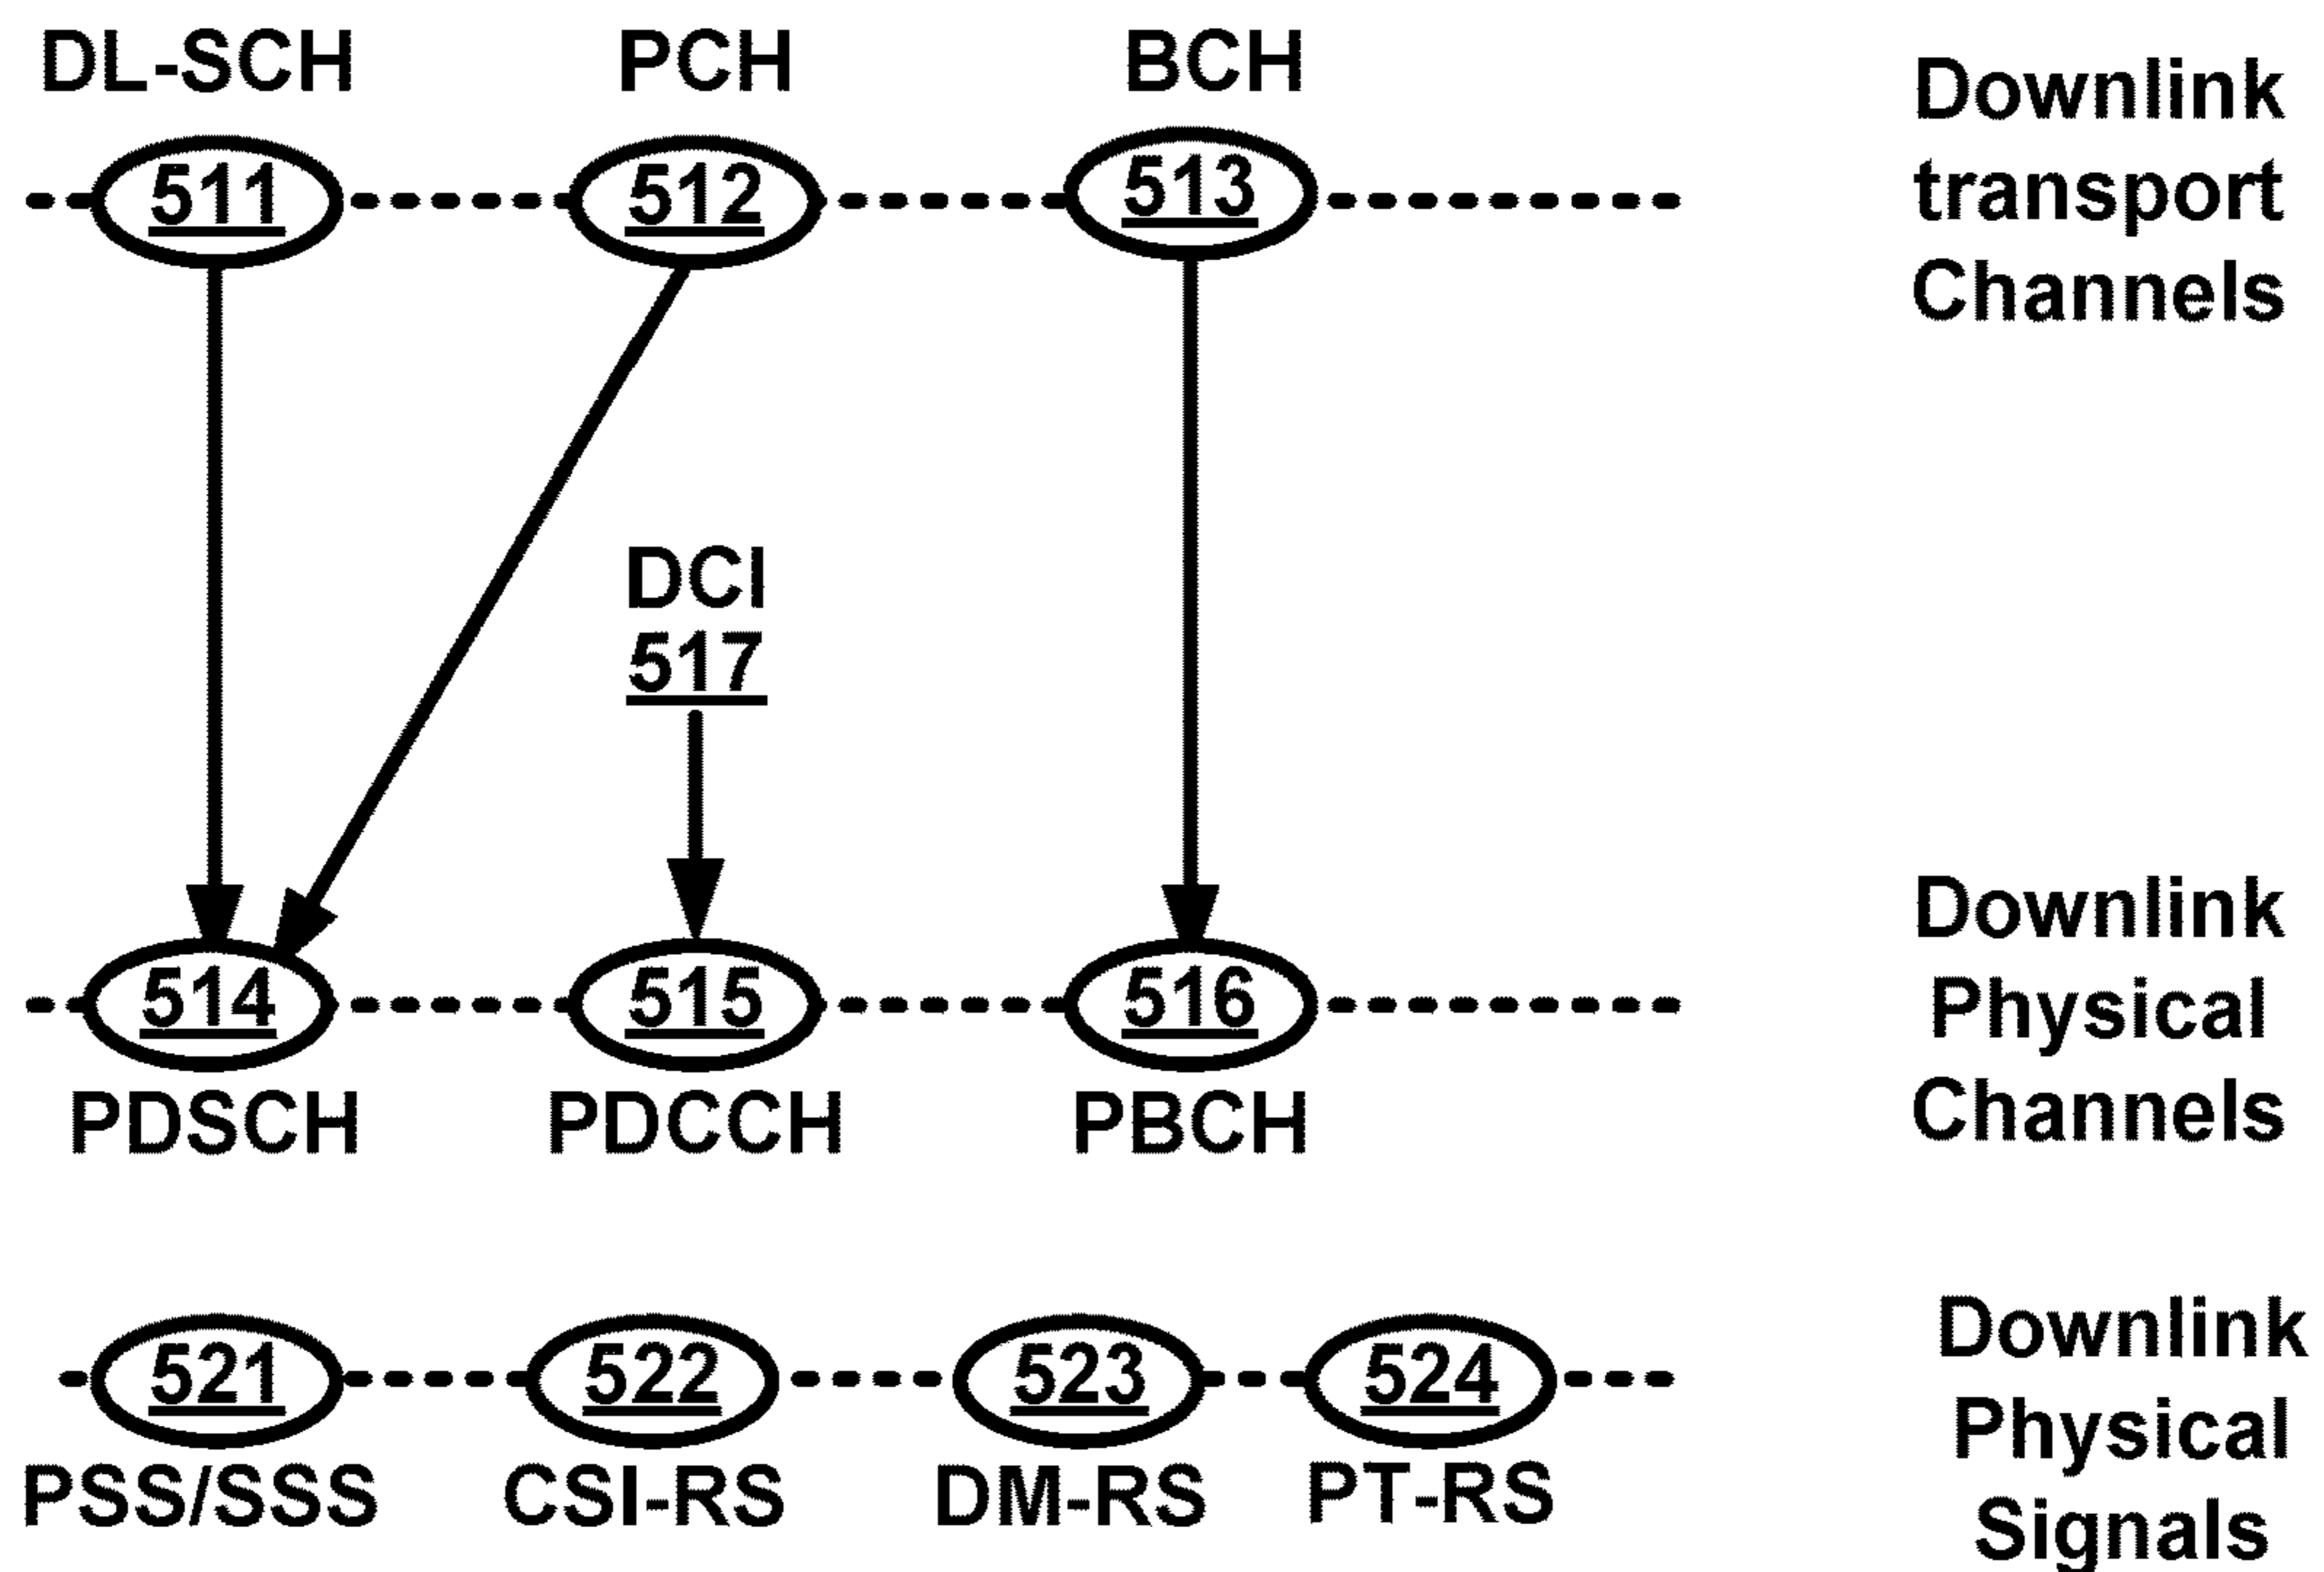 DL-SCH PCH BCH
511 512 513
Downlink
transport
Channels
DCI
517
514 515 516
PDSCH PDCCH PBCH
Downlink
Physical
Channels
521 522 523 524
PSS/SSS CSI-RS DM-RS PT-RS
Downlink
Physical
Signals